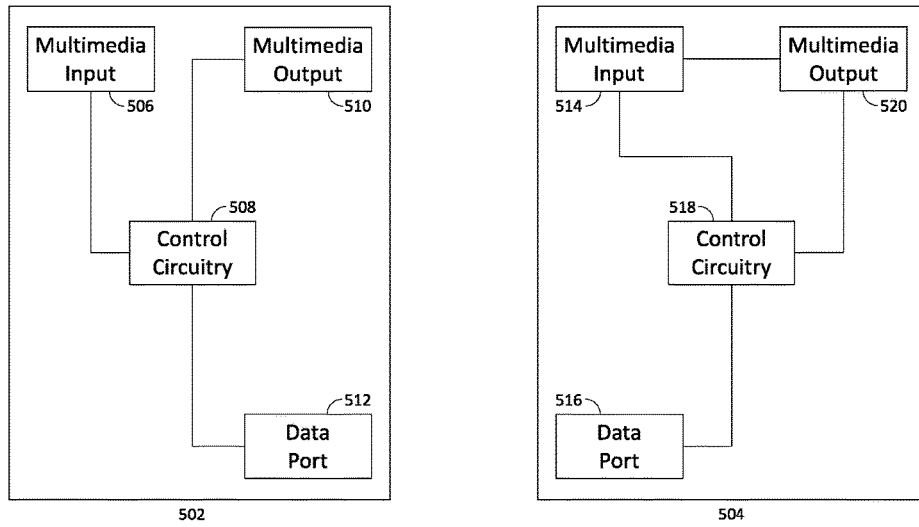 Multimedia
Input
506
Multimedia
Output
510
508
Control
Circuitry
512
Data
Port
502
Multimedia
Input
514
Multimedia
Output
520
518
Control
Circuitry
516
Data
Port
504